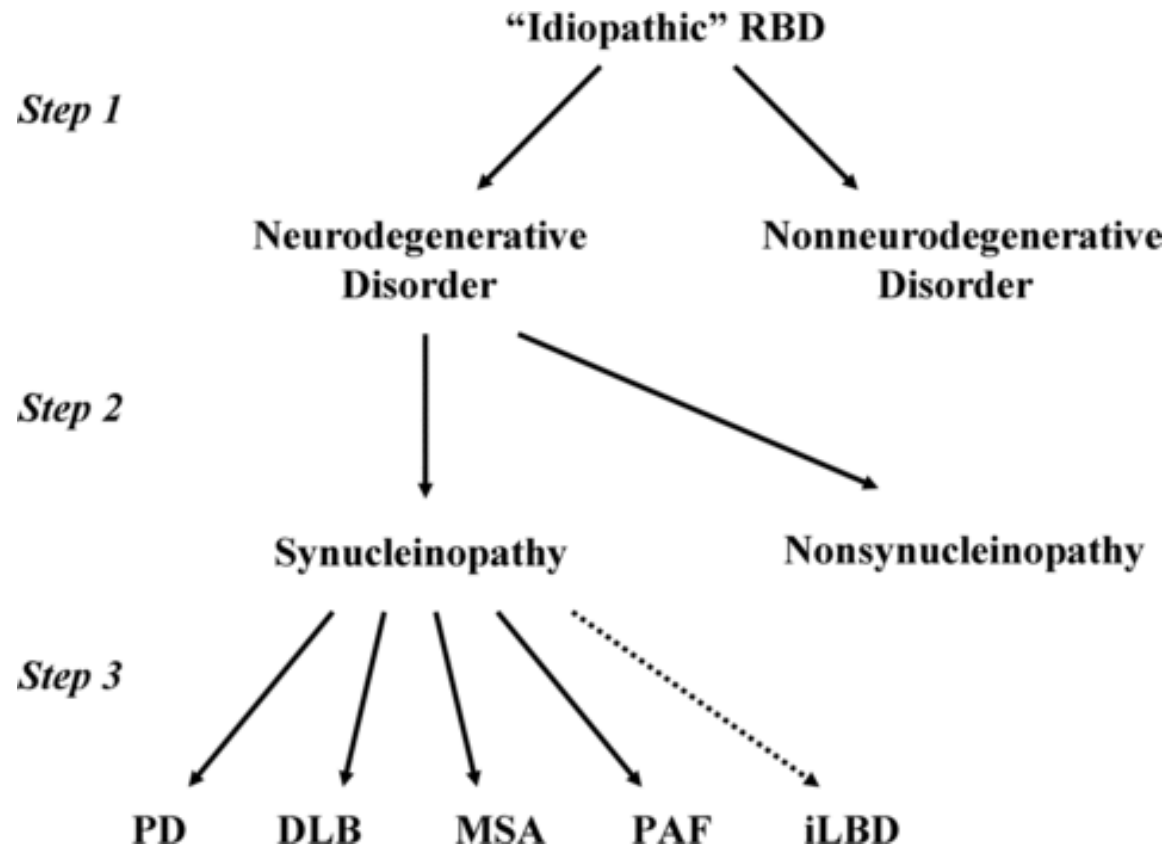 “Idiopathic” RBD
Step 1
Neurodegenerative Nonneurodegenerative
Disorder Disorder
Step 2
Synucleinopathy Nonsynucleinopathy
Step 3
PD DLB MSA PAF iLBD